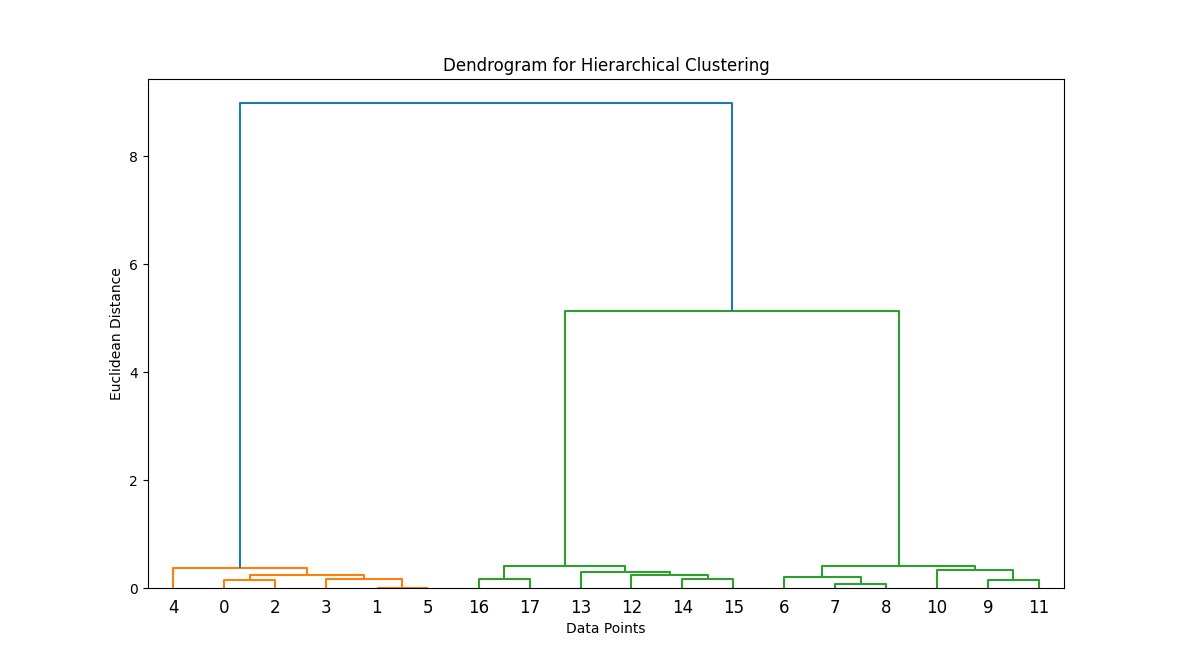 Dendrogram for Hierarchical Clustering
8
6
4
2
0
Euclidean Distance
4 0 2 3 1 5 16 17 13 12 14 15 6 7 8 10 9 11
Data Points